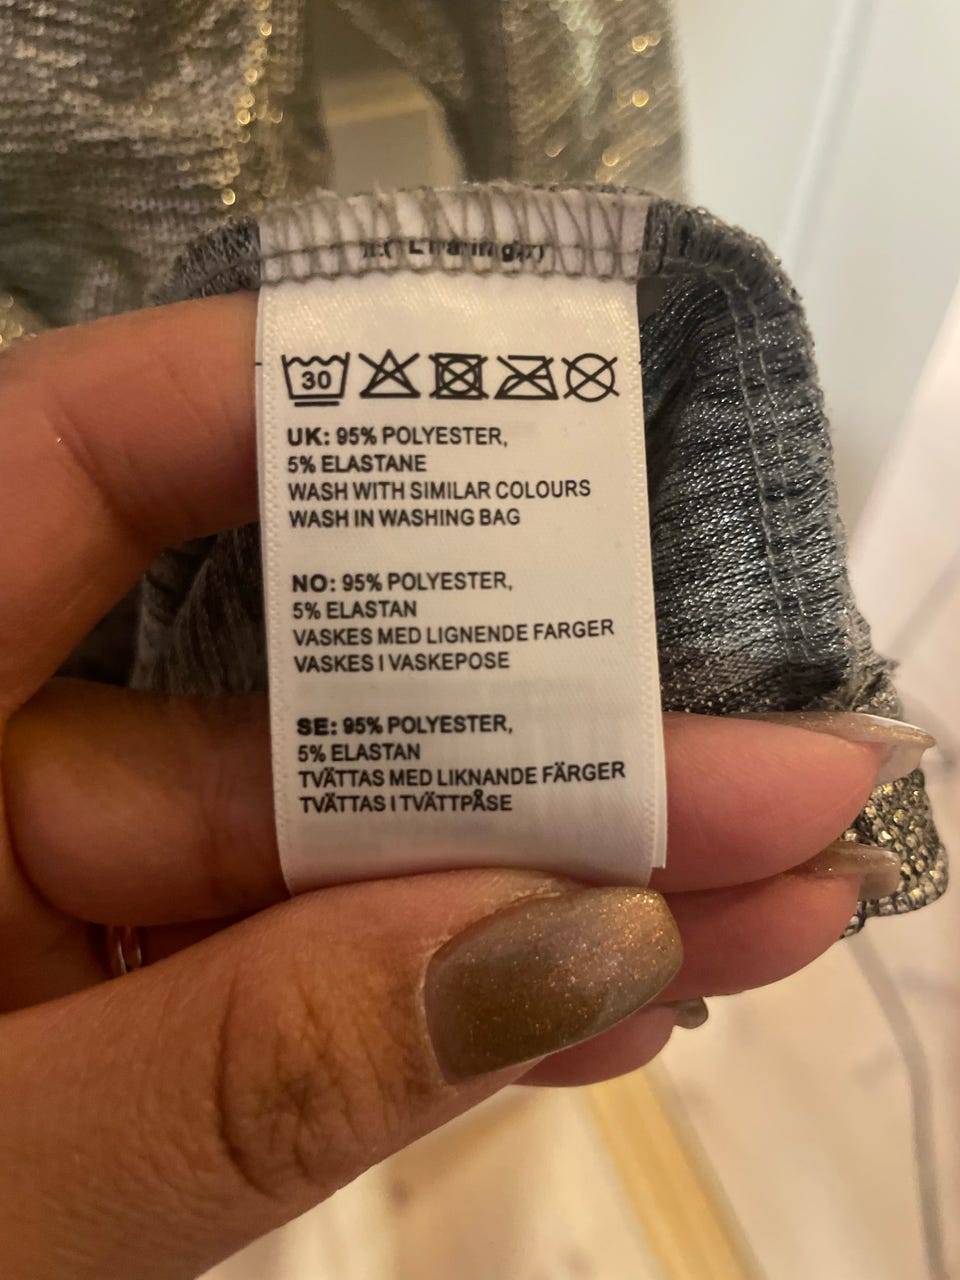 30
UK: 95% POLYESTER,
5% ELASTANE
WASH WITH SIMILAR COLOURS
WASH IN WASHING BAG
NO: 95% POLYESTER,
5% ELASTAN
VASKES MED LIGNENDE FARGER
VASKES I VASKEPOSE
SE: 95% POLYESTER,
5% ELASTAN
TVÄTTAS MED LIKNANDE FÄRGER
TVÄTTAS I TVÄTTPÅSE